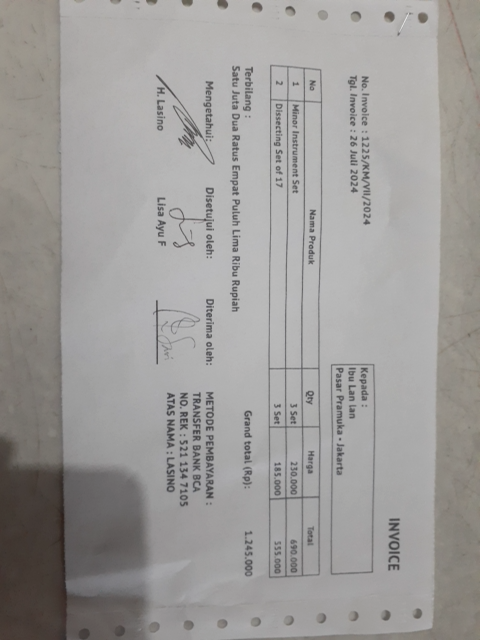 INVOICE
No. Invoice : 1225/KM/VII/2024
Tgl. Invoice : 26 Juli 2024
Kepada :
Ibu Lan lan
Pasar Pramuka - Jakarta
No Nama Produk Qty Harga Total
1 Minor Instrument Set 3 Set 230.000 690.000
2 Dissecting Set of 17 3 Set 185.000 555.000
Grand total (Rp): 1.245.000
Terbilang :
Satu Juta Dua Ratus Empat Puluh Lima Ribu Rupiah
Mengetahui: Disetujui oleh: Diterima oleh:
H. Lasino Lisa Ayu F
METODE PEMBAYARAN :
TRANSFER BANK BCA
NO. REK : 521 134 7105
ATAS NAMA : LASINO